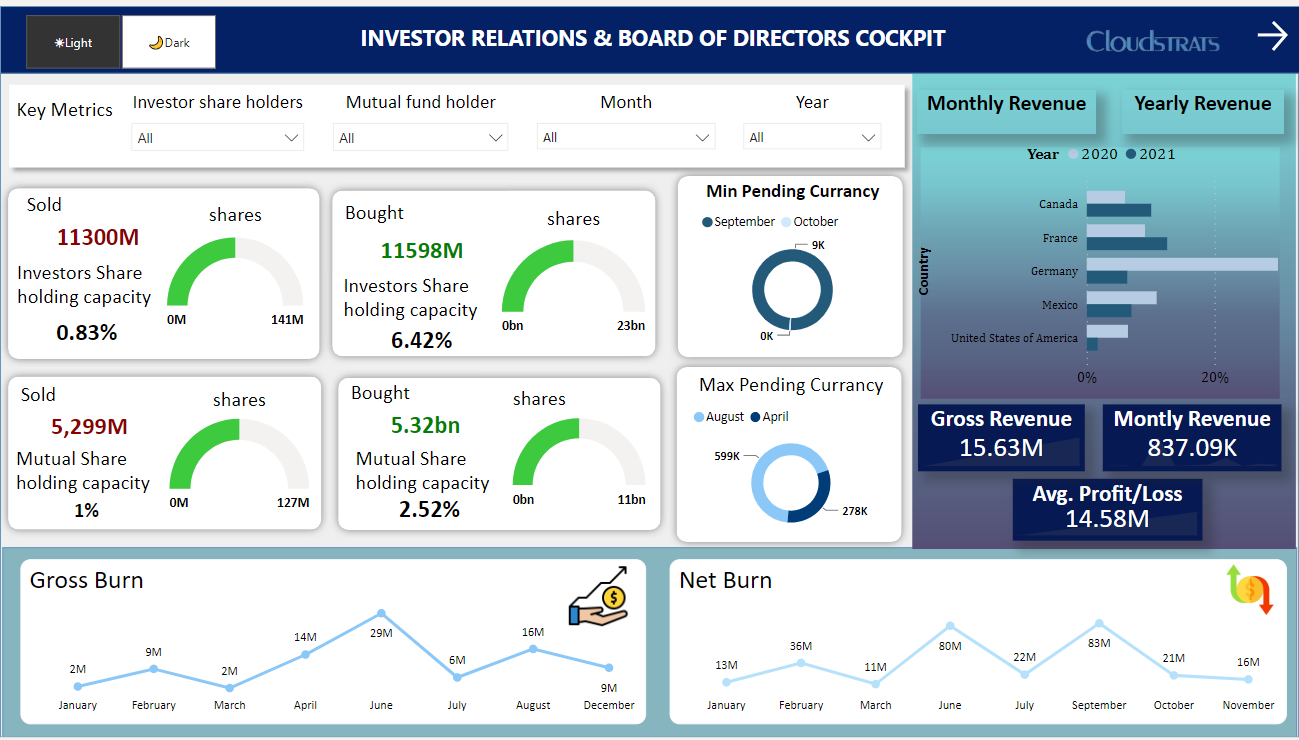 ☀Light
🌙Dark
INVESTOR RELATIONS & BOARD OF DIRECTORS COCKPIT
CloudStrats
Key Metrics
Investor share holders
All
Mutual fund holder
All
Month
All
Year
All
Sold
11300M
Investors Share
holding capacity
0.83%
shares
0M
141M
Bought
11598M
Investors Share
holding capacity
6.42%
shares
0bn
23bn
Min Pending Currancy
September
October
9K
0K
Sold
5,299M
Mutual Share
holding capacity
1%
shares
0M
127M
Bought
5.32bn
Mutual Share
holding capacity
2.52%
shares
0bn
11bn
Max Pending Currancy
August
April
599K
278K
Monthly Revenue
Yearly Revenue
Year 2020 2021
Country
Canada
France
Germany
Mexico
United States of America
0%
20%
Gross Revenue
15.63M
Montly Revenue
837.09K
Avg. Profit/Loss
14.58M
Gross Burn
$
2M
9M
2M
14M
29M
6M
16M
9M
January
February
March
April
June
July
August
December
Net Burn
$
13M
36M
11M
80M
22M
83M
21M
16M
January
February
March
June
July
September
October
November